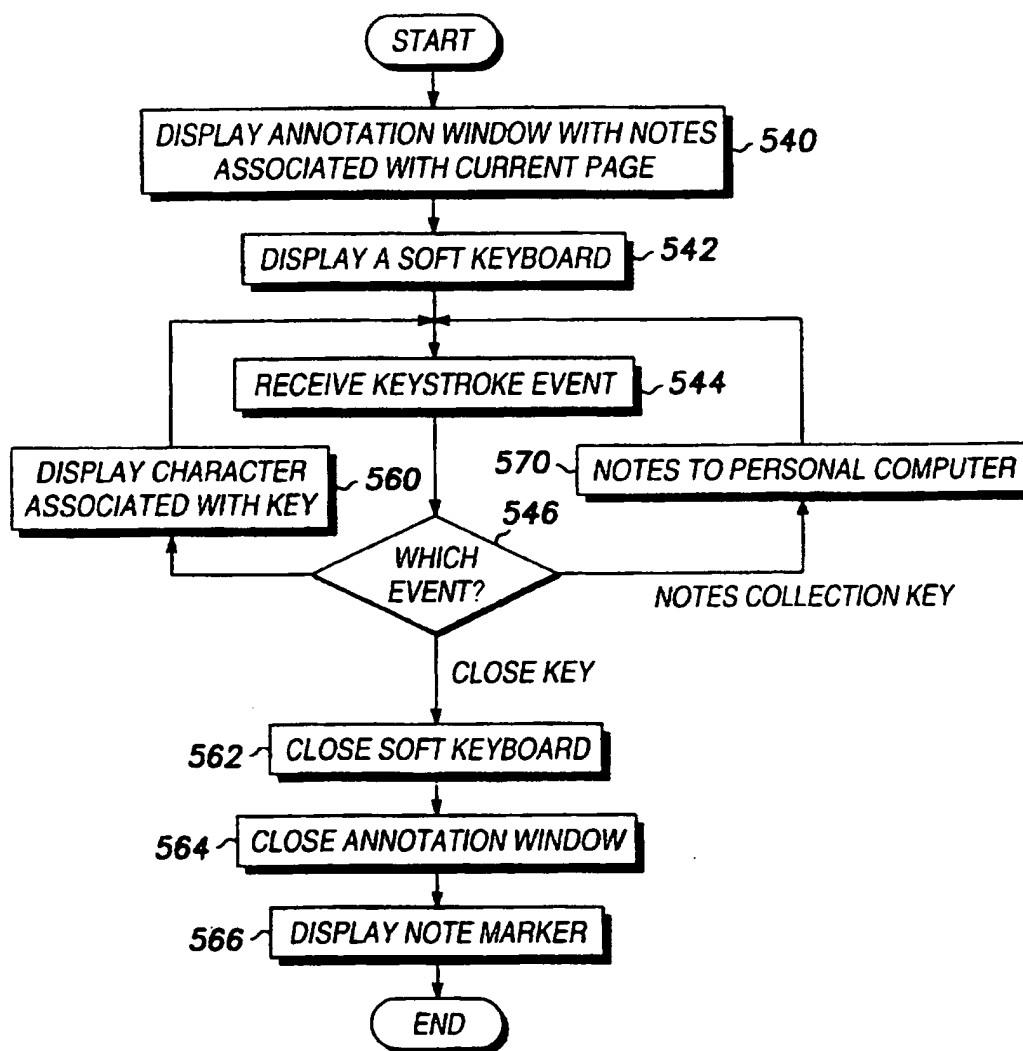 START
DISPLAY ANNOTATION WINDOW WITH NOTES
ASSOCIATED WITH CURRENT PAGE
540
DISPLAY A SOFT KEYBOARD
542
RECEIVE KEYSTROKE EVENT
544
DISPLAY CHARACTER
ASSOCIATED WITH KEY
560
570
NOTES TO PERSONAL COMPUTER
546
WHICH
EVENT?
NOTES COLLECTION KEY
CLOSE KEY
562
CLOSE SOFT KEYBOARD
564
CLOSE ANNOTATION WINDOW
566
DISPLAY NOTE MARKER
END